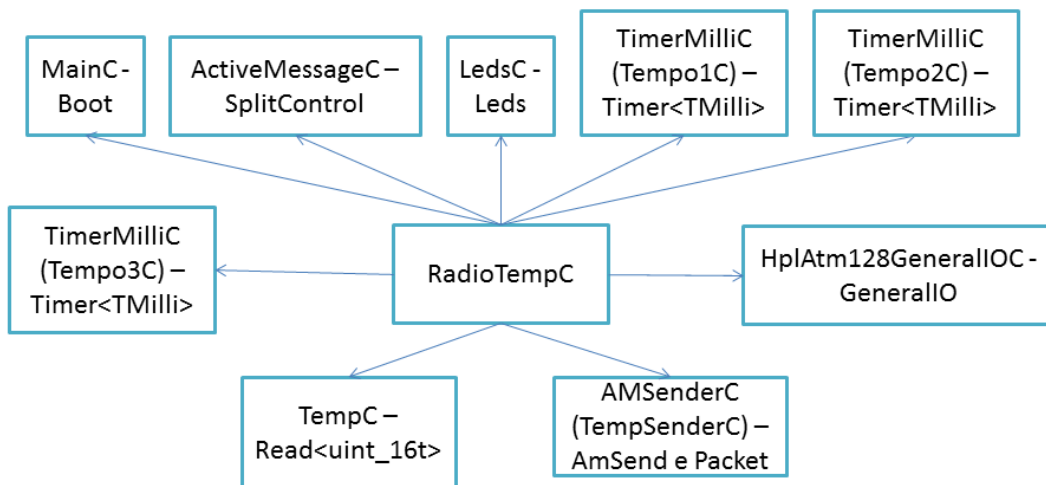 MainC -
Boot
ActiveMessageC –
SplitControl
LedsC -
Leds
TimerMilliC
(Tempo1C) –
Timer<TMilli>
TimerMilliC
(Tempo2C) –
Timer<TMilli>
TimerMilliC
(Tempo3C) –
Timer<TMilli>
RadioTempC
HplAtm128GeneralIOC -
GeneralIO
TempC –
Read<uint_16t>
AMSenderC
(TempSenderC) –
AmSend e Packet